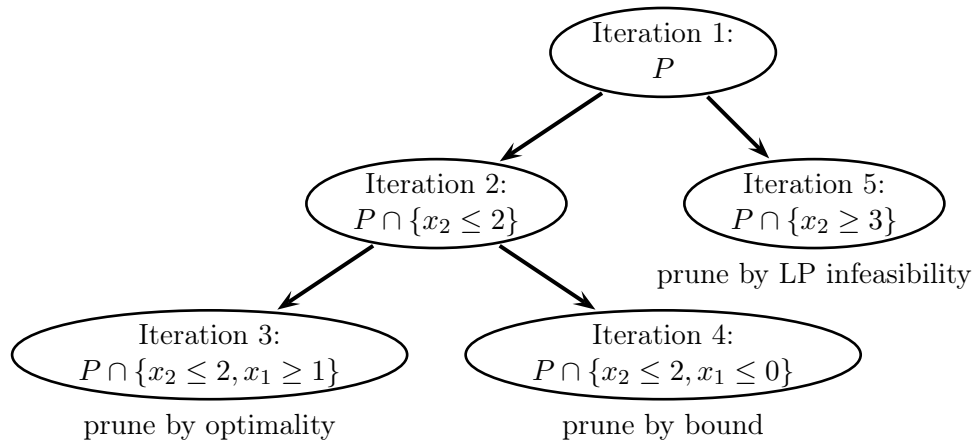 Iteration 1:
P
Iteration 2:
P ∩ {x₂ ≤ 2}
Iteration 5:
P ∩ {x₂ ≥ 3}
prune by LP infeasibility
Iteration 3:
P ∩ {x₂ ≤ 2, x₁ ≥ 1}
prune by optimality
Iteration 4:
P ∩ {x₂ ≤ 2, x₁ ≤ 0}
prune by bound